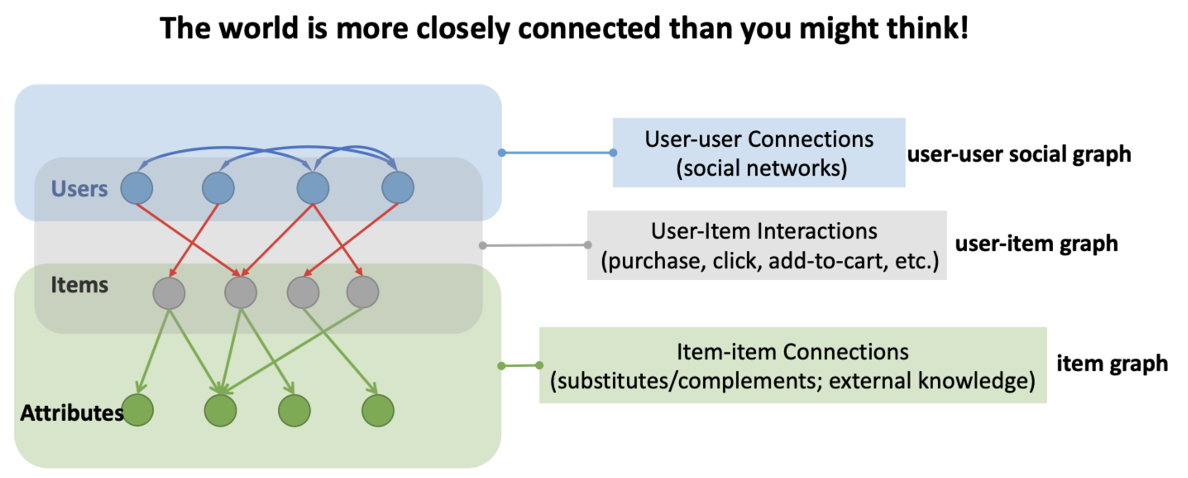 The world is more closely connected than you might think!
User-user Connections
(social networks)
user-user social graph
Users
User-Item Interactions
(purchase, click, add-to-cart, etc.)
user-item graph
Items
Item-item Connections
(substitutes/complements; external knowledge)
item graph
Attributes